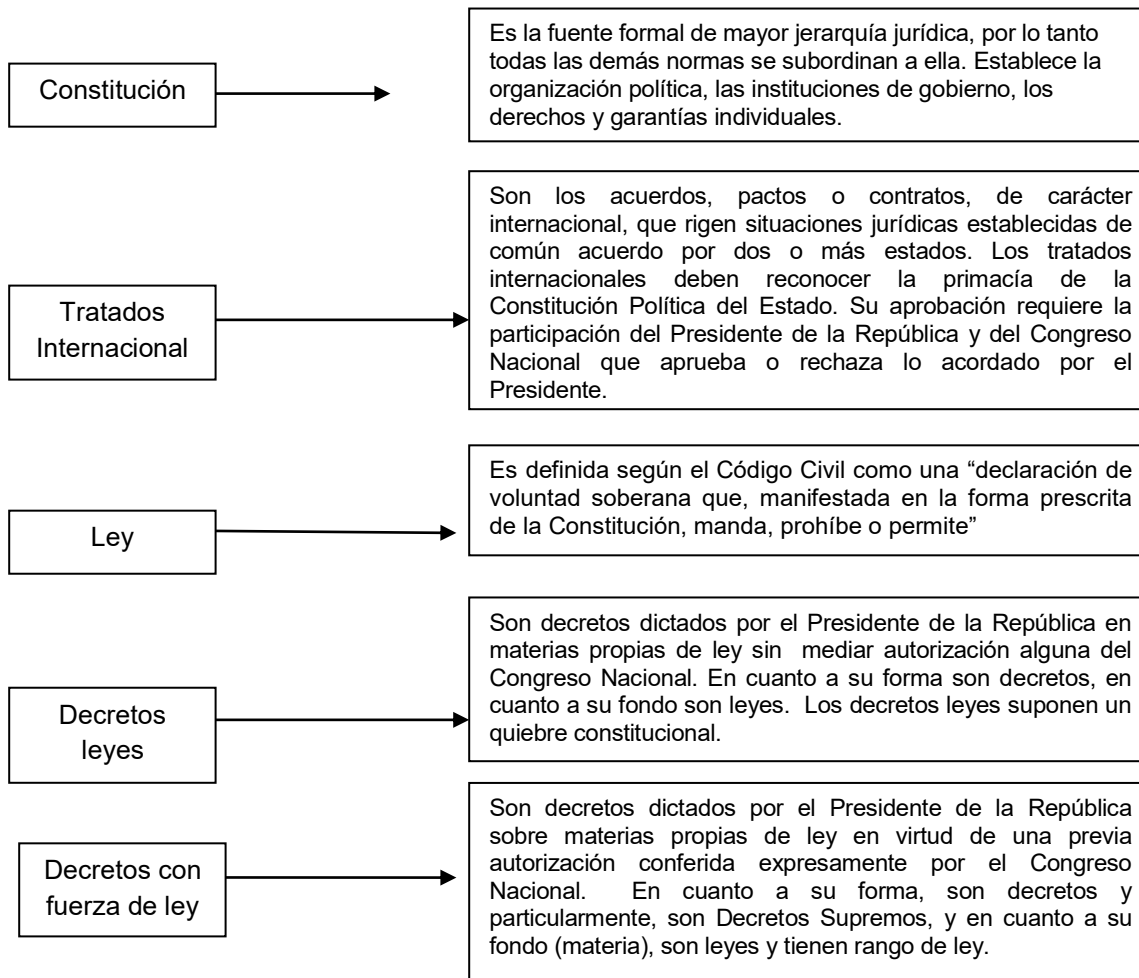 Constitución
Es la fuente formal de mayor jerarquía jurídica, por lo tanto
todas las demás normas se subordinan a ella. Establece la
organización política, las instituciones de gobierno, los
derechos y garantías individuales.
Tratados
Internacional
Son los acuerdos, pactos o contratos, de carácter
internacional, que rigen situaciones jurídicas establecidas de
común acuerdo por dos o más estados. Los tratados
internacionales deben reconocer la primacía de la
Constitución Política del Estado. Su aprobación requiere la
participación del Presidente de la República y del Congreso
Nacional que aprueba o rechaza lo acordado por el
Presidente.
Ley
Es definida según el Código Civil como una “declaración de
voluntad soberana que, manifestada en la forma prescrita
de la Constitución, manda, prohíbe o permite”
Decretos
leyes
Son decretos dictados por el Presidente de la República en
materias propias de ley sin mediar autorización alguna del
Congreso Nacional. En cuanto a su forma son decretos, en
cuanto a su fondo son leyes. Los decretos leyes suponen un
quiebre constitucional.
Decretos con
fuerza de ley
Son decretos dictados por el Presidente de la República
sobre materias propias de ley en virtud de una previa
autorización conferida expresamente por el Congreso
Nacional. En cuanto a su forma, son decretos y
particularmente, son Decretos Supremos, y en cuanto a su
fondo (materia), son leyes y tienen rango de ley.